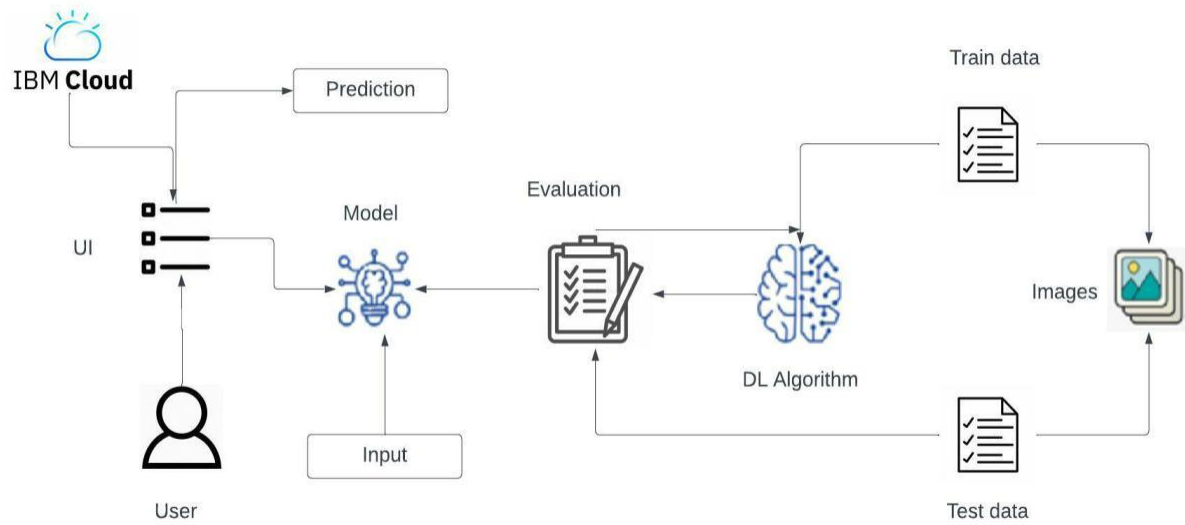 IBM Cloud
Train data
Prediction
Evaluation
Model
UI
Images
DL Algorithm
Input
User
Test data